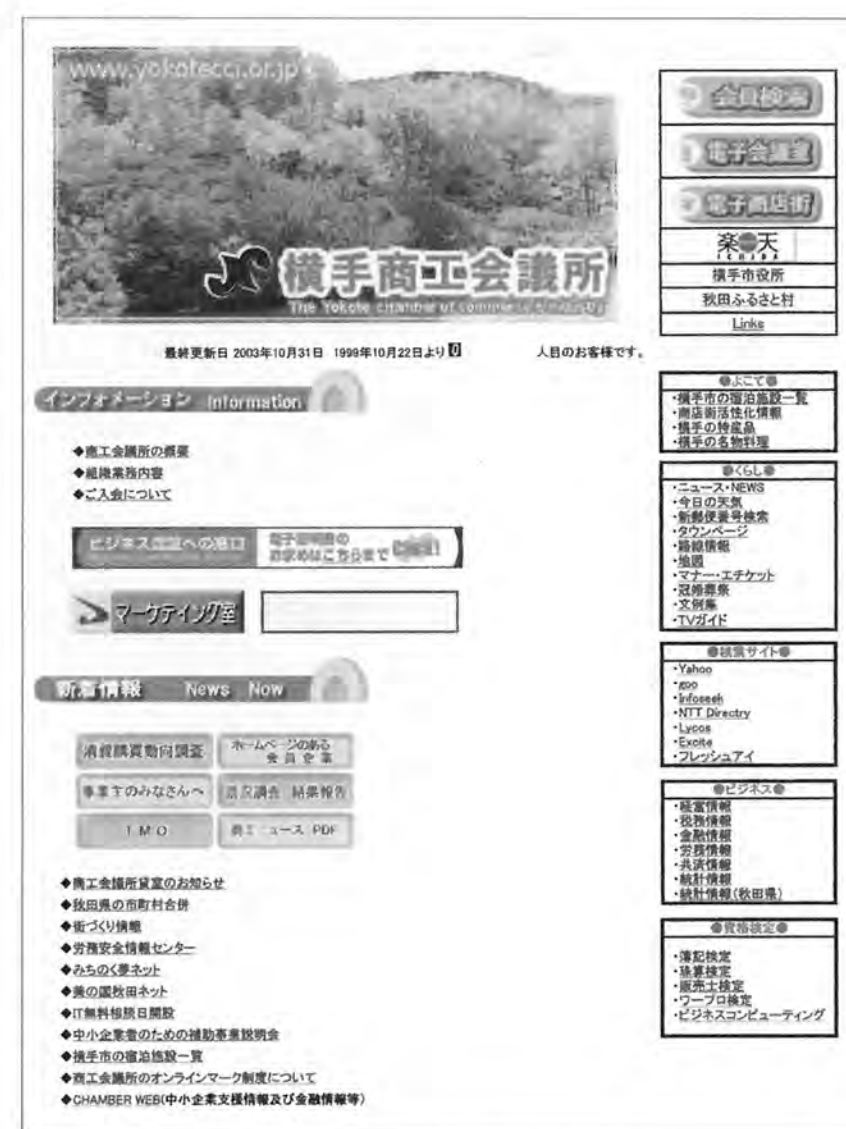 www.yokotecci.or.jp
横手商工会議所
The Yokote chamber of commerce & industry
最終更新日 2003年10月31日 1999年10月22日より 0 人目のお客様です。
インフォメーション Information
◆商工会議所の概要
◆組織業務内容
◆ご入会について
ビジネス認証への窓口
電子証明書の
お求めはこちらまで
マーケティング室
新着情報 News Now
消費購買動向調査
ホームページのある
会員企業
事業主のみなさんへ
景況調査 結果報告
TMO
商工ニュース PDF
◆商工会議所貸室のお知らせ
◆秋田県の市町村合併
◆街づくり情報
◆労務安全情報センター
◆みちのく夢ネット
◆美の国秋田ネット
◆IT無料相談日開設
◆中小企業者のための補助事業説明会
◆横手市の宿泊施設一覧
◆商工会議所のオンラインマーク制度について
◆CHAMBER WEB(中小企業支援情報及び金融情報等)
会員検索
電子会議室
電子商店街
楽天
ICHIBA
横手市役所
秋田ふるさと村
Links
●よこて●
・横手市の宿泊施設一覧
・商店街活性化情報
・横手の特産品
・横手の名物料理
●くらし●
・ニュース・NEWS
・今日の天気
・新郵便番号検索
・タウンページ
・路線情報
・地図
・マナー・エチケット
・冠婚葬祭
・文例集
・TVガイド
●検索サイト●
・Yahoo
・goo
・infoseek
・NTT Directry
・Lycos
・Excite
・フレッシュアイ
●ビジネス●
・経営情報
・税務情報
・金融情報
・労務情報
・共済情報
・統計情報
・統計情報(秋田県)
●資格検定●
・簿記検定
・珠算検定
・販売士検定
・ワープロ検定
・ビジネスコンピューティング